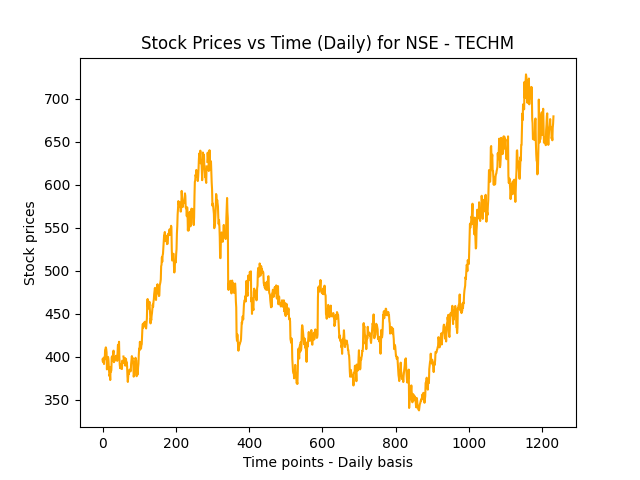 Stock Prices vs Time (Daily) for NSE - TECHM
700
650
600
550
500
450
400
350
Stock prices
0 200 400 600 800 1000 1200
Time points - Daily basis